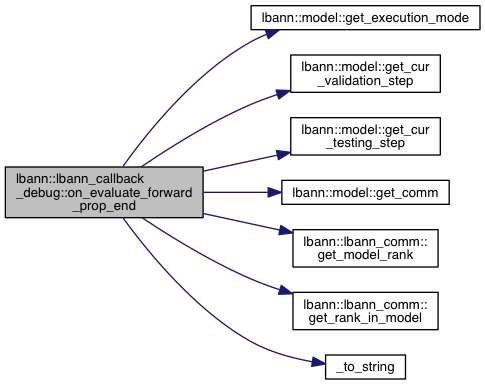 lbann::model::get_execution_mode
lbann::model::get_cur
_validation_step
lbann::model::get_cur
_testing_step
lbann::lbann_callback
_debug::on_evaluate_forward
_prop_end
lbann::model::get_comm
lbann::lbann_comm::
get_model_rank
lbann::lbann_comm::
get_rank_in_model
_to_string